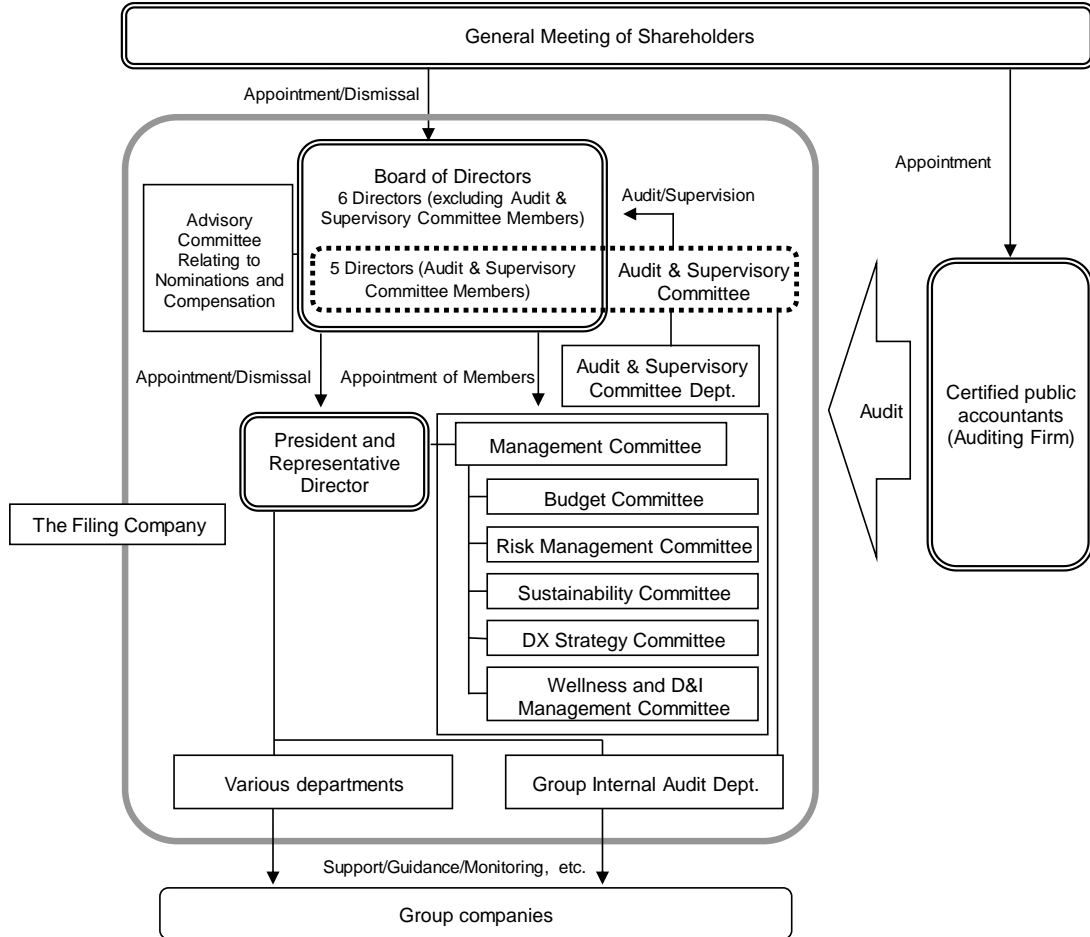 General Meeting of Shareholders
Appointment/Dismissal
Appointment
Board of Directors
6 Directors (excluding Audit &
Supervisory Committee Members)
Audit/Supervision
Advisory
Committee
Relating to
Nominations and
Compensation
5 Directors (Audit & Supervisory
Committee Members)
Audit & Supervisory
Committee
Appointment/Dismissal
Appointment of Members
Audit & Supervisory
Committee Dept.
Audit
Certified public
accountants
(Auditing Firm)
President and
Representative
Director
Management Committee
Budget Committee
The Filing Company
Risk Management Committee
Sustainability Committee
DX Strategy Committee
Wellness and D&I
Management Committee
Various departments
Group Internal Audit Dept.
Support/Guidance/Monitoring, etc.
Group companies